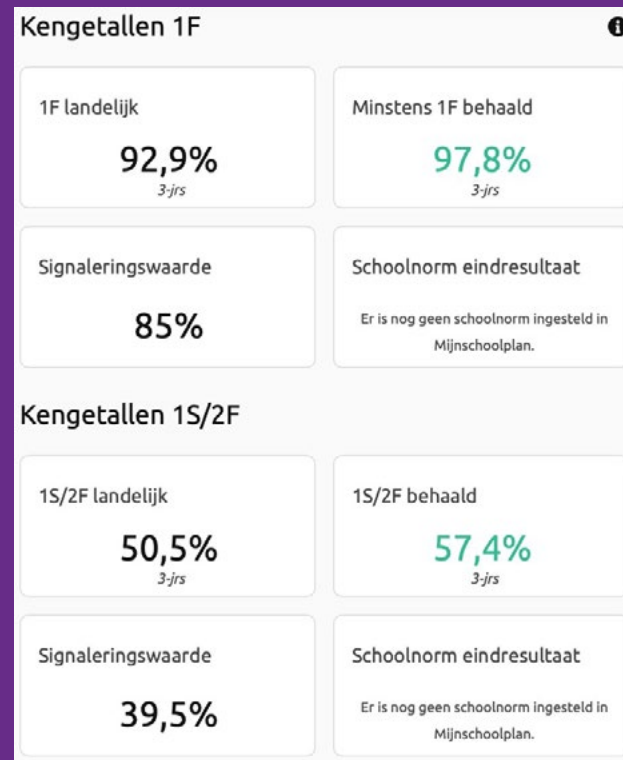 Kengetallen 1F
1F landelijk
92,9%
3-jrs
Minstens 1F behaald
97,8%
3-jrs
Signaleringswaarde
85%
Schoolnorm eindresultaat
Er is nog geen schoolnorm ingesteld in
Mijnschoolplan.
Kengetallen 1S/2F
1S/2F landelijk
50,5%
3-jrs
1S/2F behaald
57,4%
3-jrs
Signaleringswaarde
39,5%
Schoolnorm eindresultaat
Er is nog geen schoolnorm ingesteld in
Mijnschoolplan.